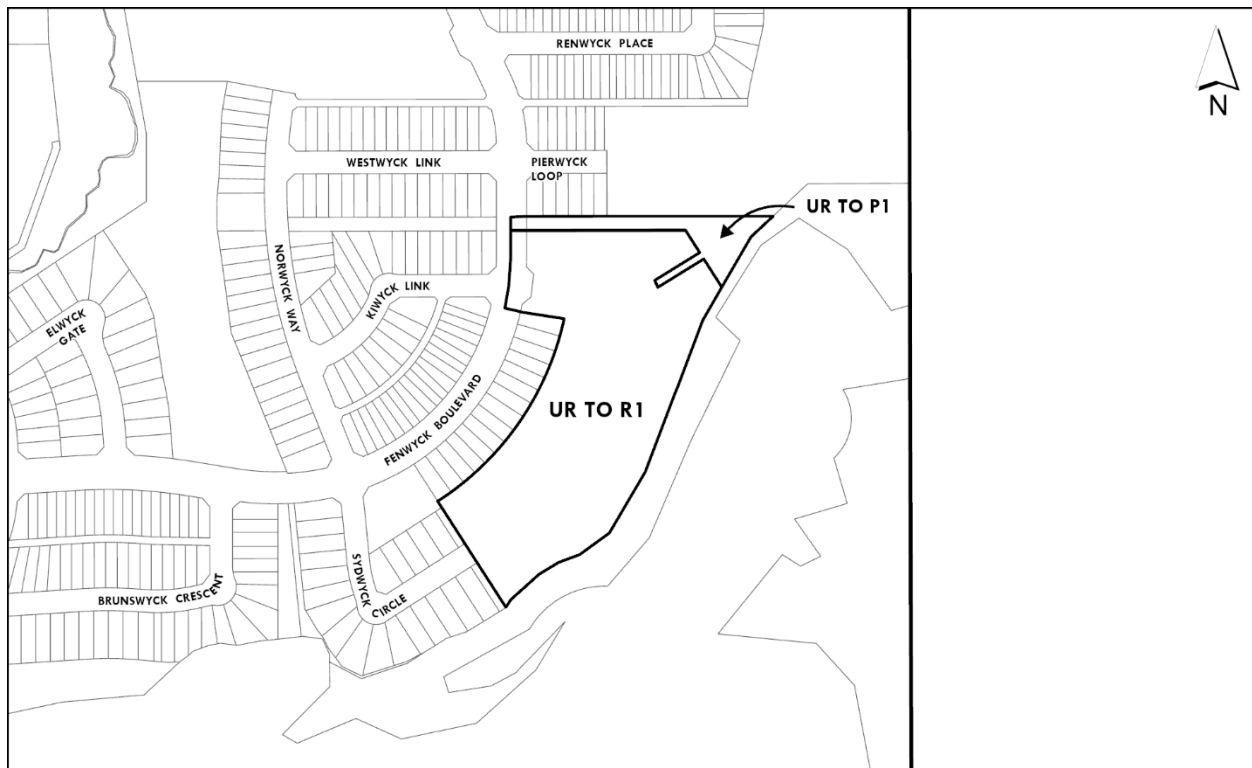 RENWYCK PLACE
N
WESTWYCK LINK
PIERWYCK
LOOP
UR TO P1
NORWYCK WAY
KIWYCK LINK
ELWYCK
GATE
FENWYCK BOULEVARD
UR TO R1
SYDWYCK
CIRCLE
BRUNSWYCK CRESCENT